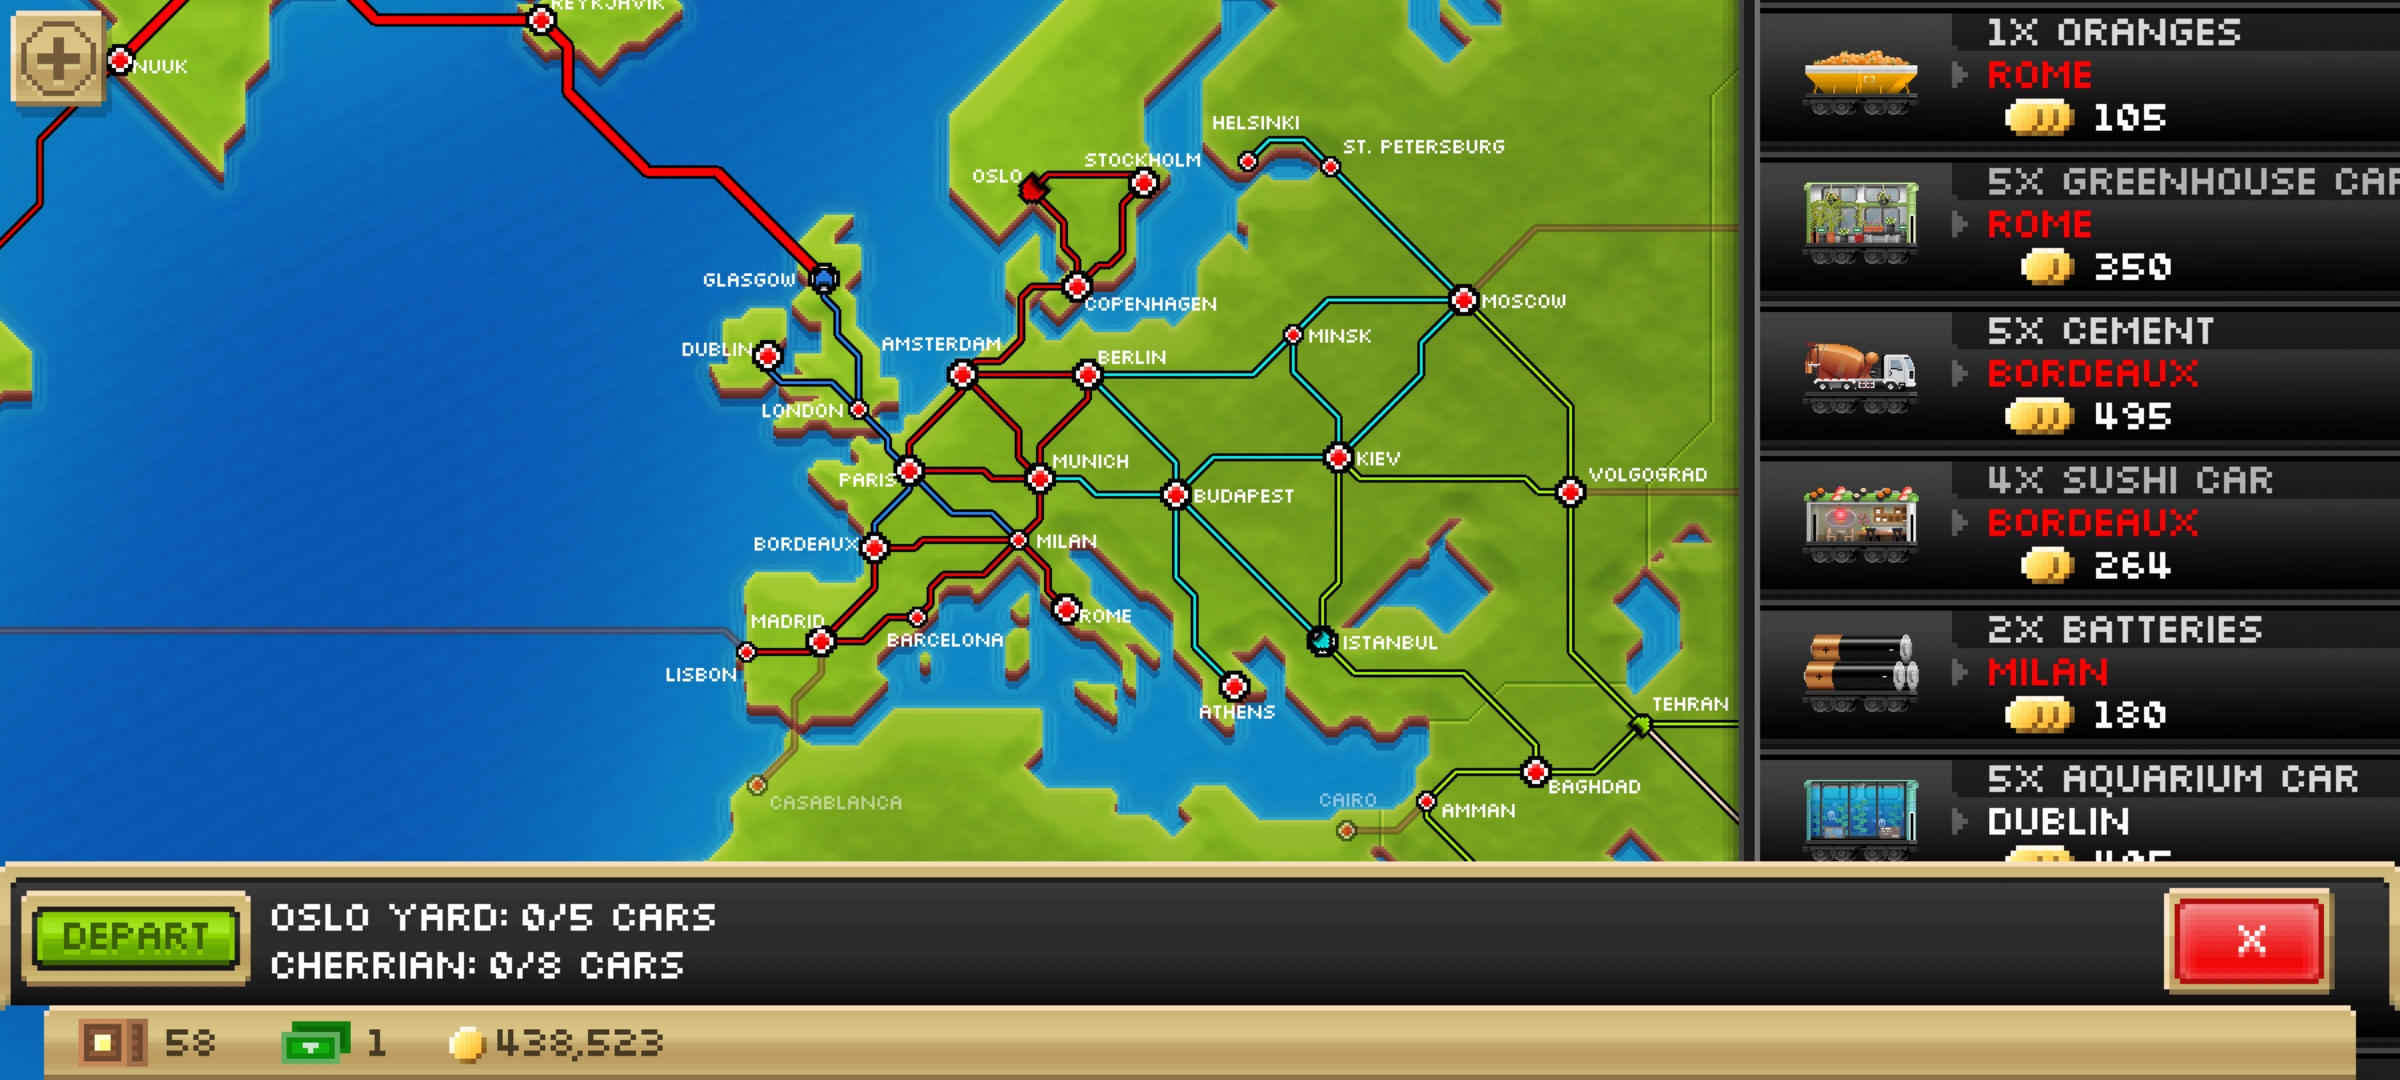 REYKJAVIK
NUUK
HELSINKI
ST. PETERSBURG
STOCKHOLM
OSLO
GLASGOW
COPENHAGEN
MOSCOW
MINSK
DUBLIN
AMSTERDAM
BERLIN
LONDON
MUNICH
KIEV
PARIS
VOLGOGRAD
BUDAPEST
BORDEAUX
MILAN
MADRID
ROME
BARCELONA
ISTANBUL
LISBON
ATHENS
TEHRAN
BAGHDAD
CASABLANCA
CAIRO
AMMAN
1X ORANGES
ROME
105
5X GREENHOUSE CAR
ROME
350
5X CEMENT
BORDEAUX
495
4X SUSHI CAR
BORDEAUX
264
2X BATTERIES
MILAN
180
5X AQUARIUM CAR
DUBLIN
DEPART
OSLO YARD: 0/5 CARS
CHERRIAN: 0/8 CARS
X
58
1
438,523